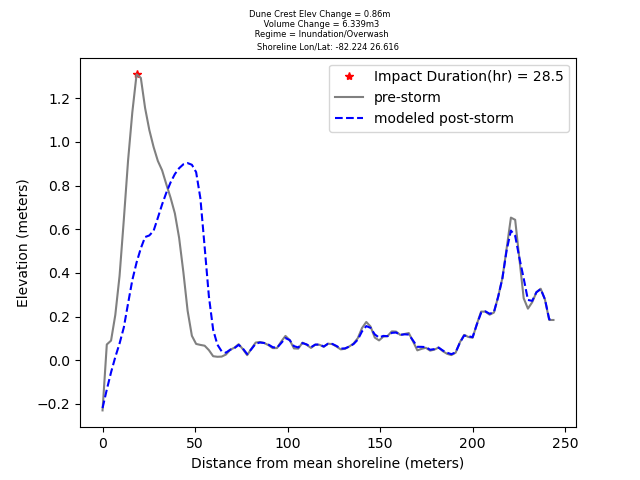 Dune Crest Elev Change = 0.86m
Volume Change = 6.339m3
Regime = Inundation/Overwash
Shoreline Lon/Lat: -82.224 26.616
Impact Duration(hr) = 28.5
pre-storm
modeled post-storm
Elevation (meters)
1.2
1.0
0.8
0.6
0.4
0.2
0.0
−0.2
0 50 100 150 200 250
Distance from mean shoreline (meters)